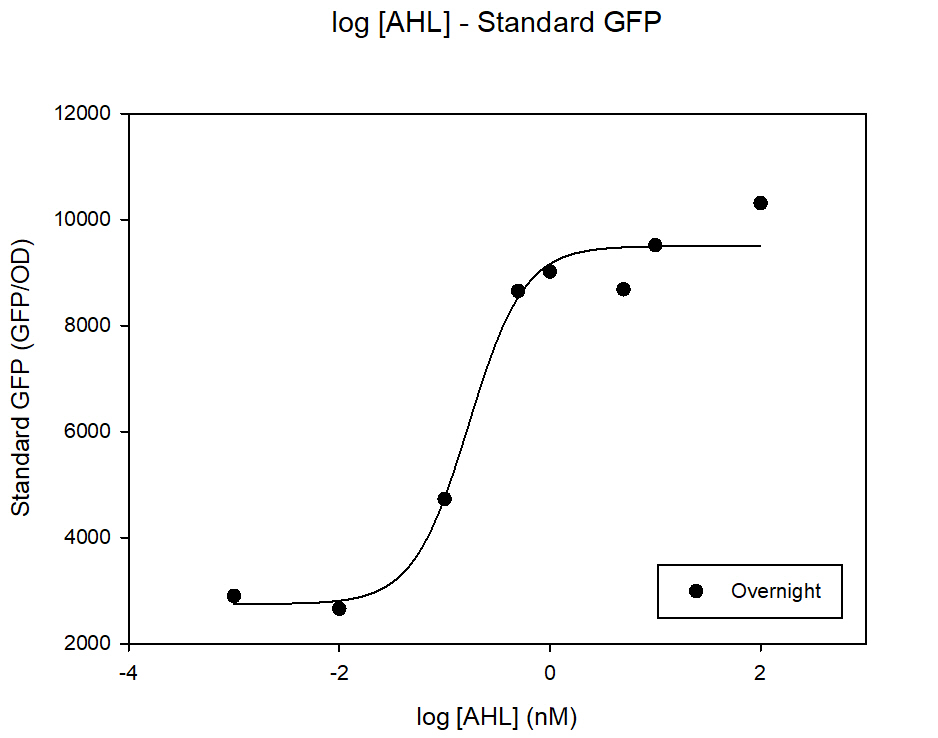 log [AHL] - Standard GFP
12000
10000
8000
6000
4000
2000
Standard GFP (GFP/OD)
Overnight
-4
-2
0
2
log [AHL] (nM)